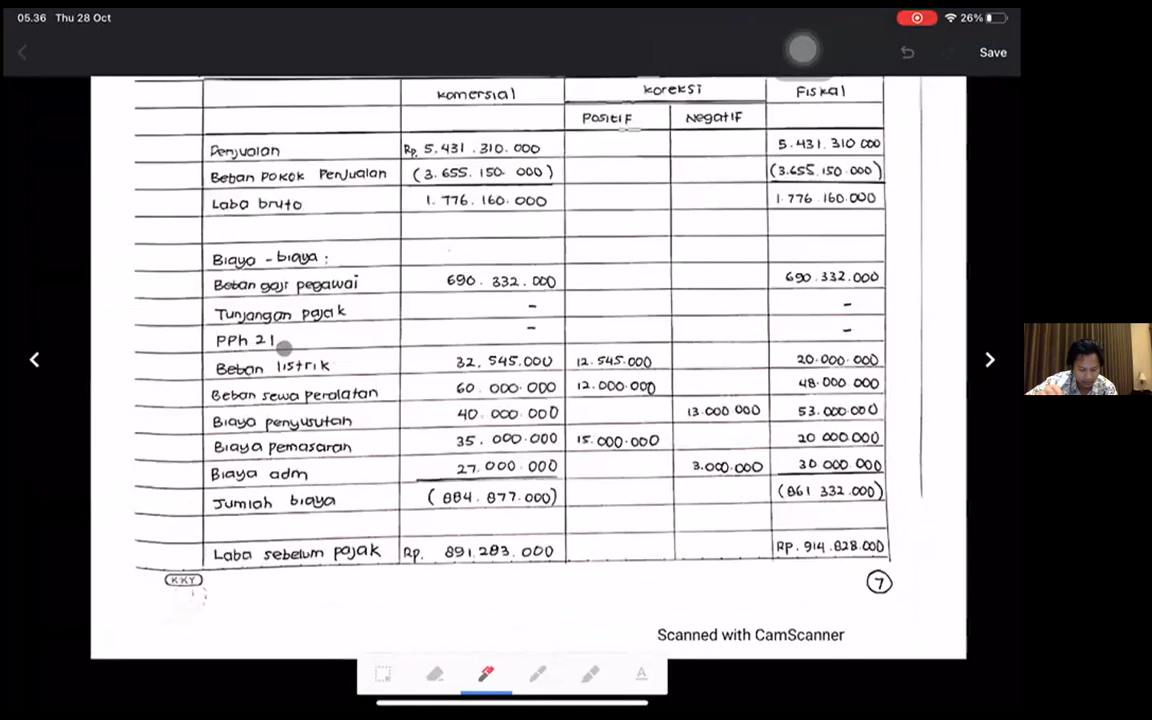 05.36 Thu 28 Oct
26%
Save
Komersial Koreksi Fiskal
Positif Negatif
Penjualan Rp. 5.431.310.000 5.431.310.000
Beban Pokok Penjualan (3.655.150.000) (3.655.150.000)
Laba bruto 1.776.160.000 1.776.160.000
Biaya - biaya :
Beban gaji pegawai 690.332.000 690.332.000
Tunjangan pajak - -
PPh 21 - -
Beban listrik 32.545.000 12.545.000 20.000.000
Beban sewa peralatan 60.000.000 12.000.000 48.000.000
Biaya penyusutan 40.000.000 13.000.000 53.000.000
Biaya pemasaran 35.000.000 15.000.000 20.000.000
Biaya adm 27.000.000 3.000.000 30.000.000
Jumlah biaya (884.877.000) (861.332.000)
Laba sebelum pajak Rp. 891.283.000 RP. 914.828.000
KKY
7
Scanned with CamScanner
A